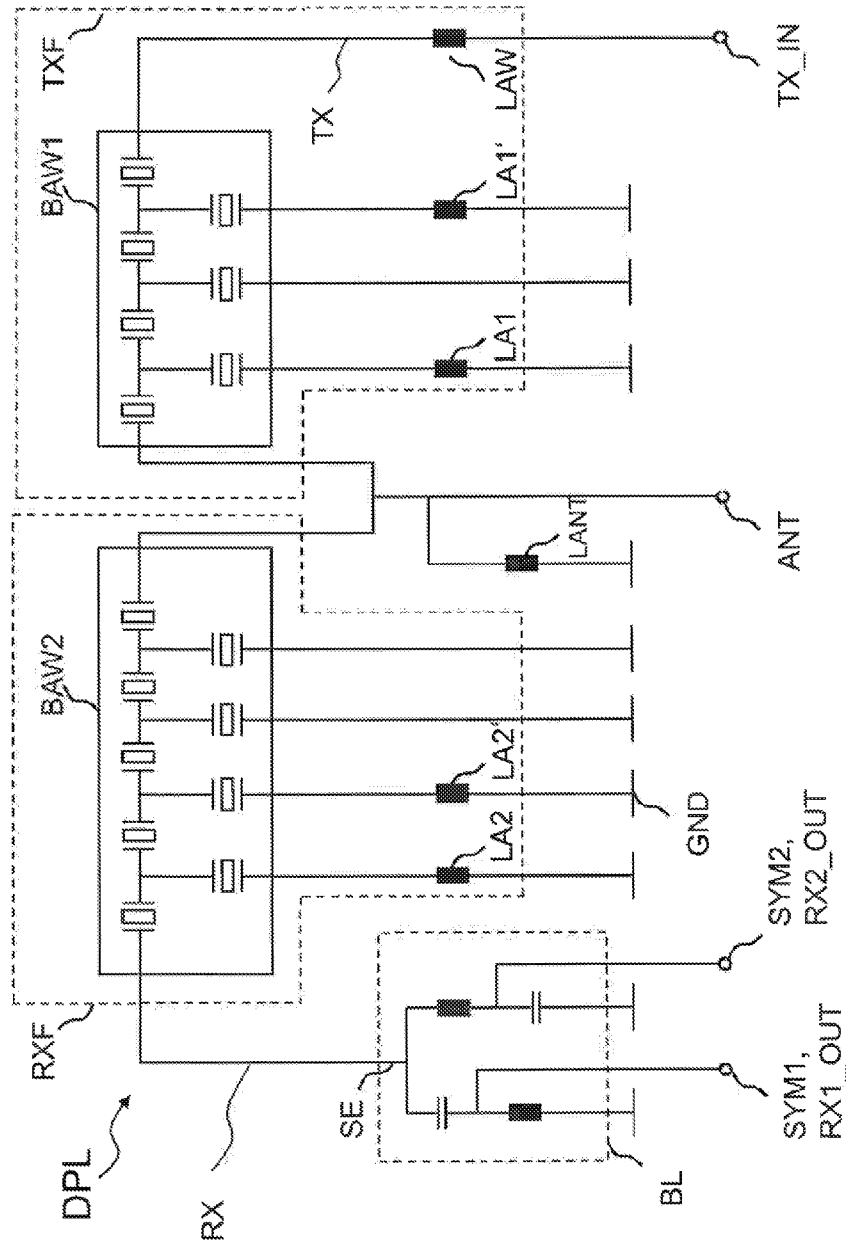 TXF
BAW1
TX
LAW
TX_IN
LA1'
LA1
ANT
LANT
BAW2
LA2'
LA2
GND
RXF
SYM2,
RX2_OUT
SE
SYM1,
RX1_OUT
BL
DPL
RX